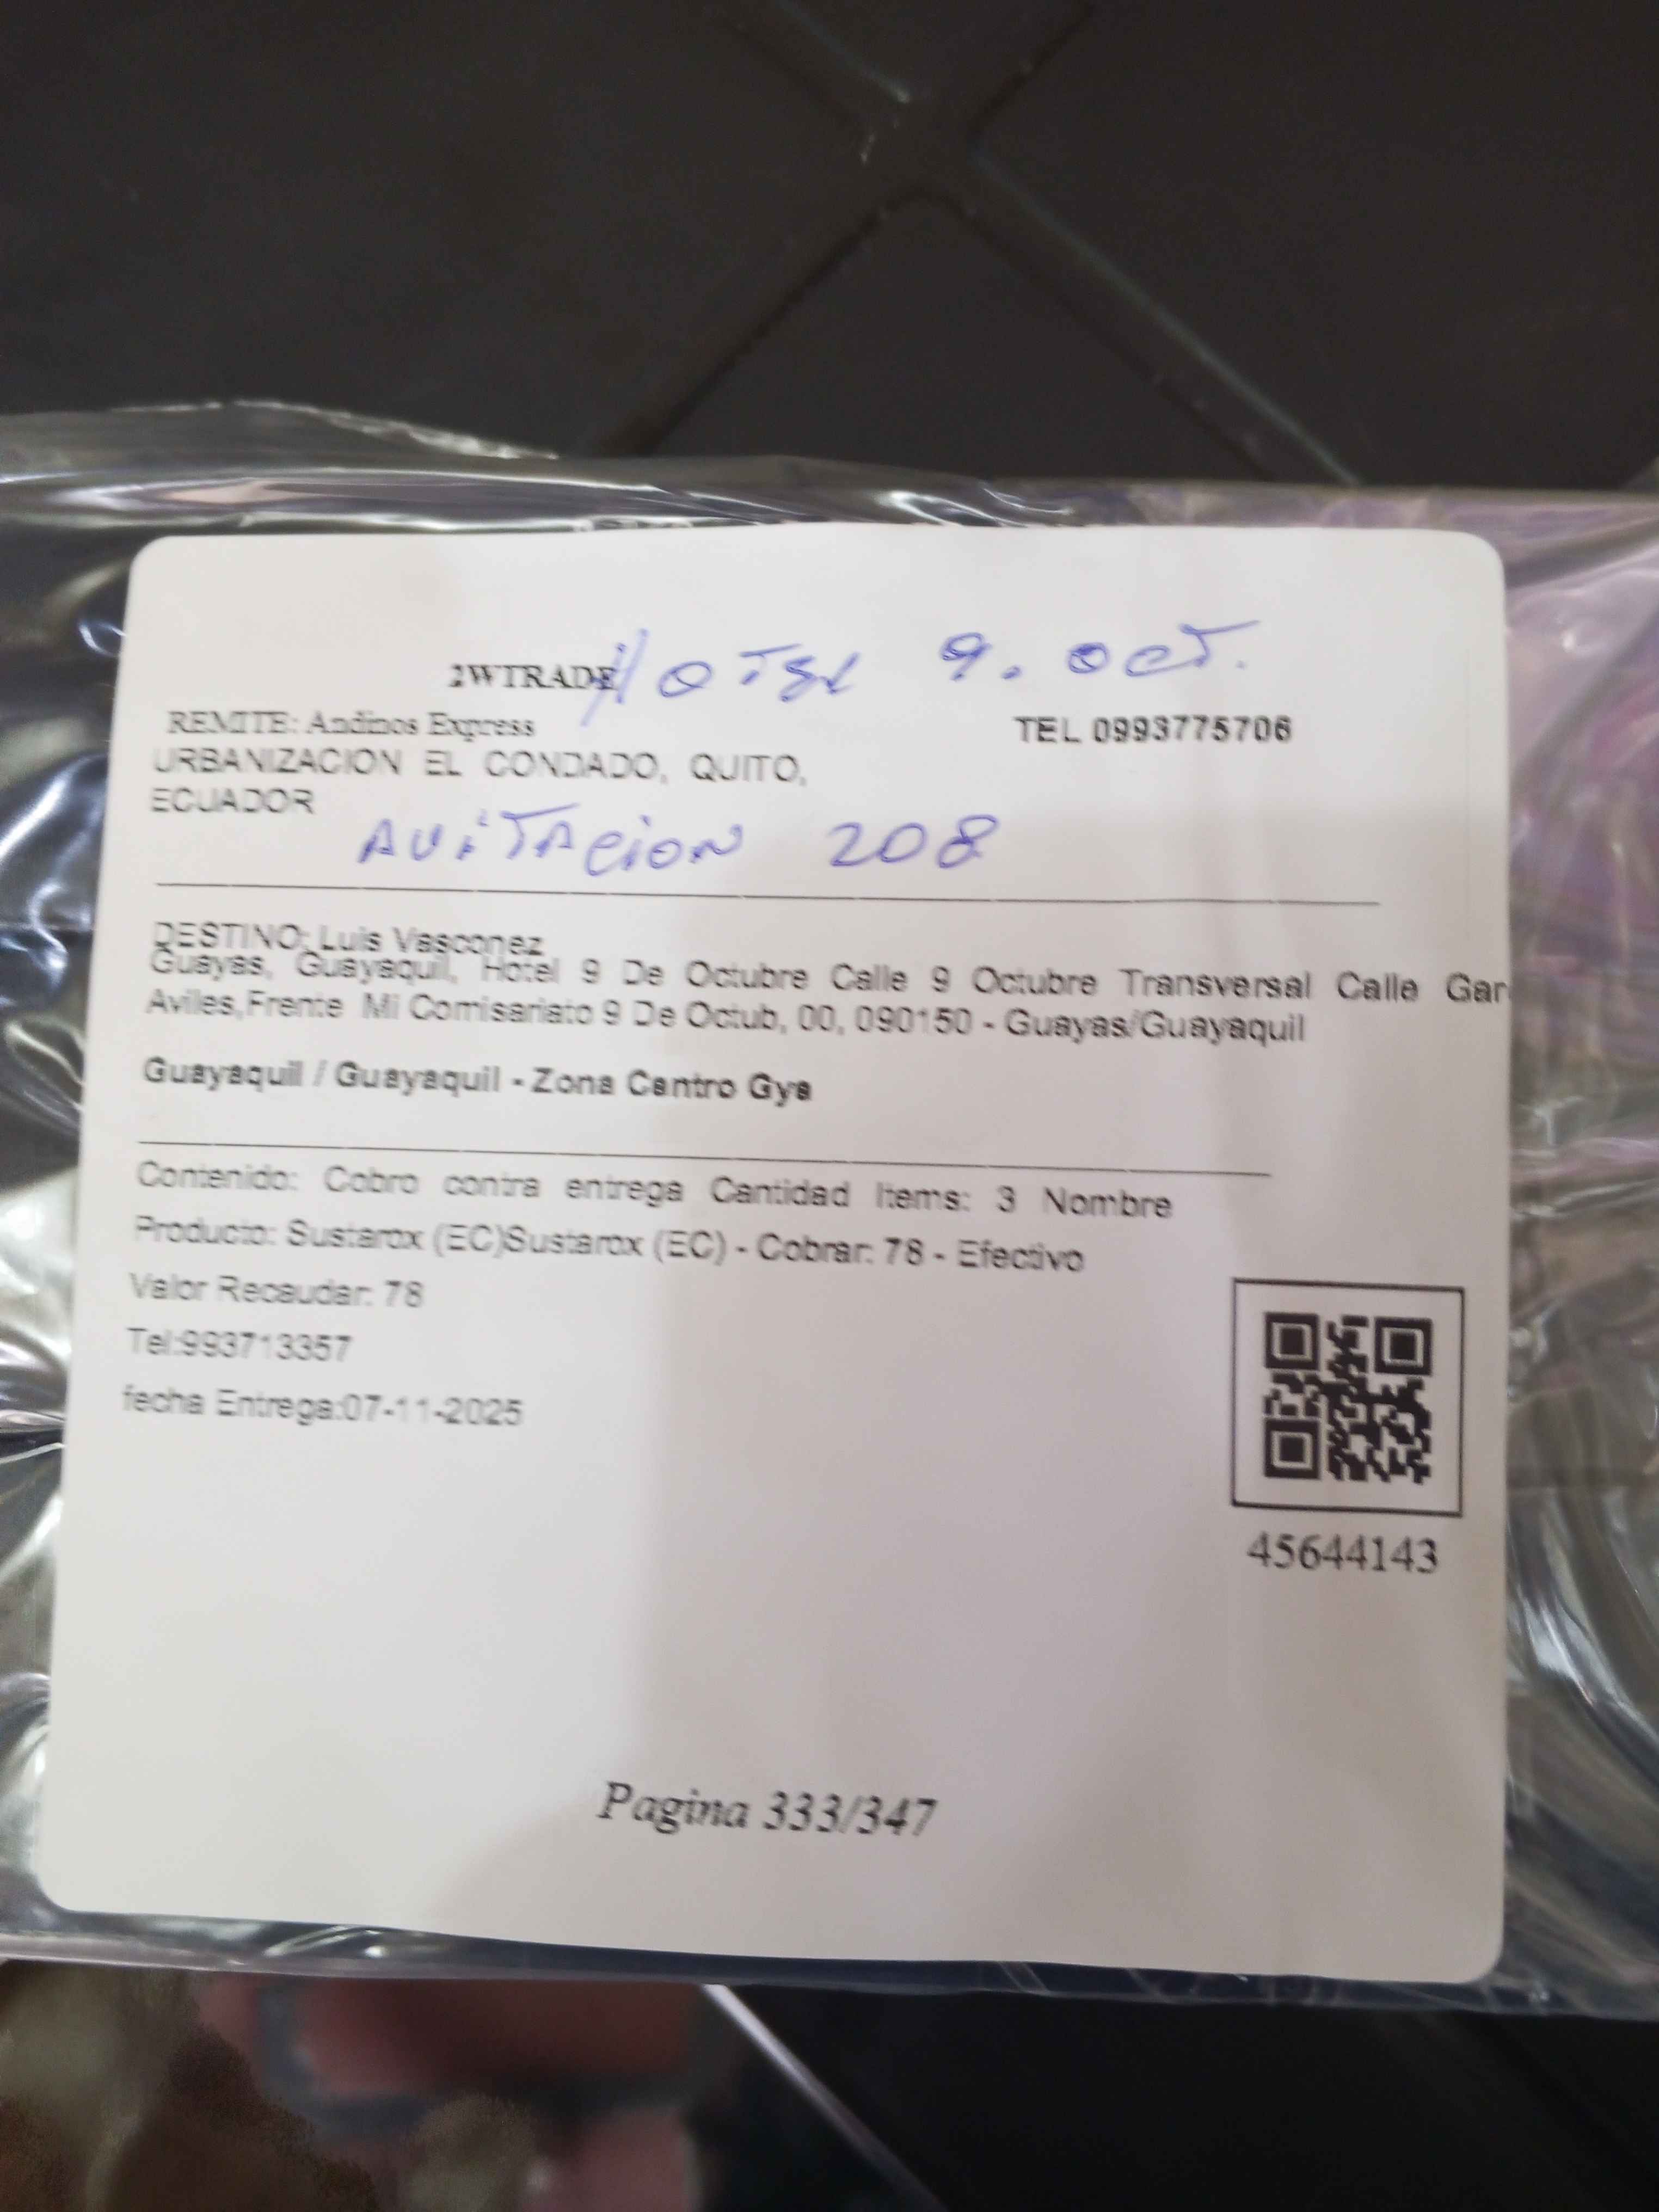 2WTRADE HOTEL 9. OCT.
REMITE: Andinos Express TEL 0993775706
URBANIZACION EL CONDADO, QUITO,
ECUADOR
AVITACION 208
DESTINO: Luis Vasconez
Guayas, Guayaquil, Hotel 9 De Octubre Calle 9 Octubre Transversal Calle Gar
Aviles,Frente Mi Comisariato 9 De Octub, 00, 090150 - Guayas/Guayaquil
Guayaquil / Guayaquil - Zona Centro Gye
Contenido: Cobro contra entrega Cantidad Items: 3 Nombre
Producto: Sustarox (EC)Sustarox (EC) - Cobrar: 78 - Efectivo
Valor Recaudar: 78
Tel:993713357
fecha Entrega:07-11-2025
45644143
Pagina 333/347